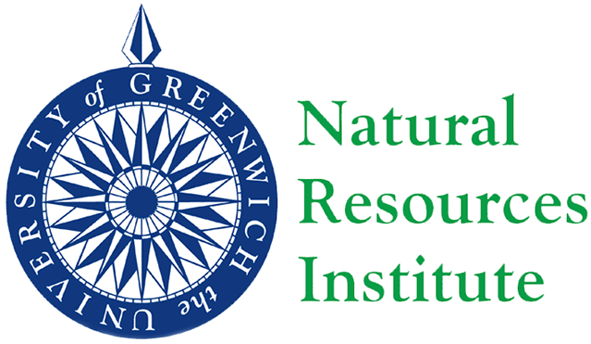 the UNIVERSITY of GREENWICH
Natural
Resources
Institute